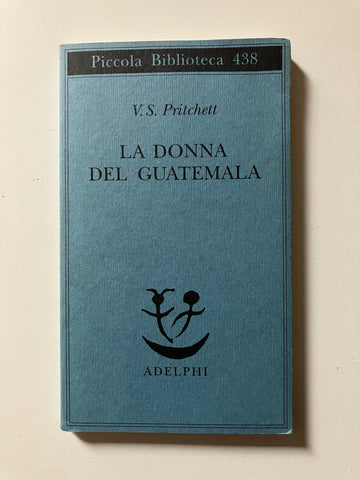 Piccola Biblioteca 438
V.S. Pritchett
LA DONNA
DEL GUATEMALA
ADELPHI